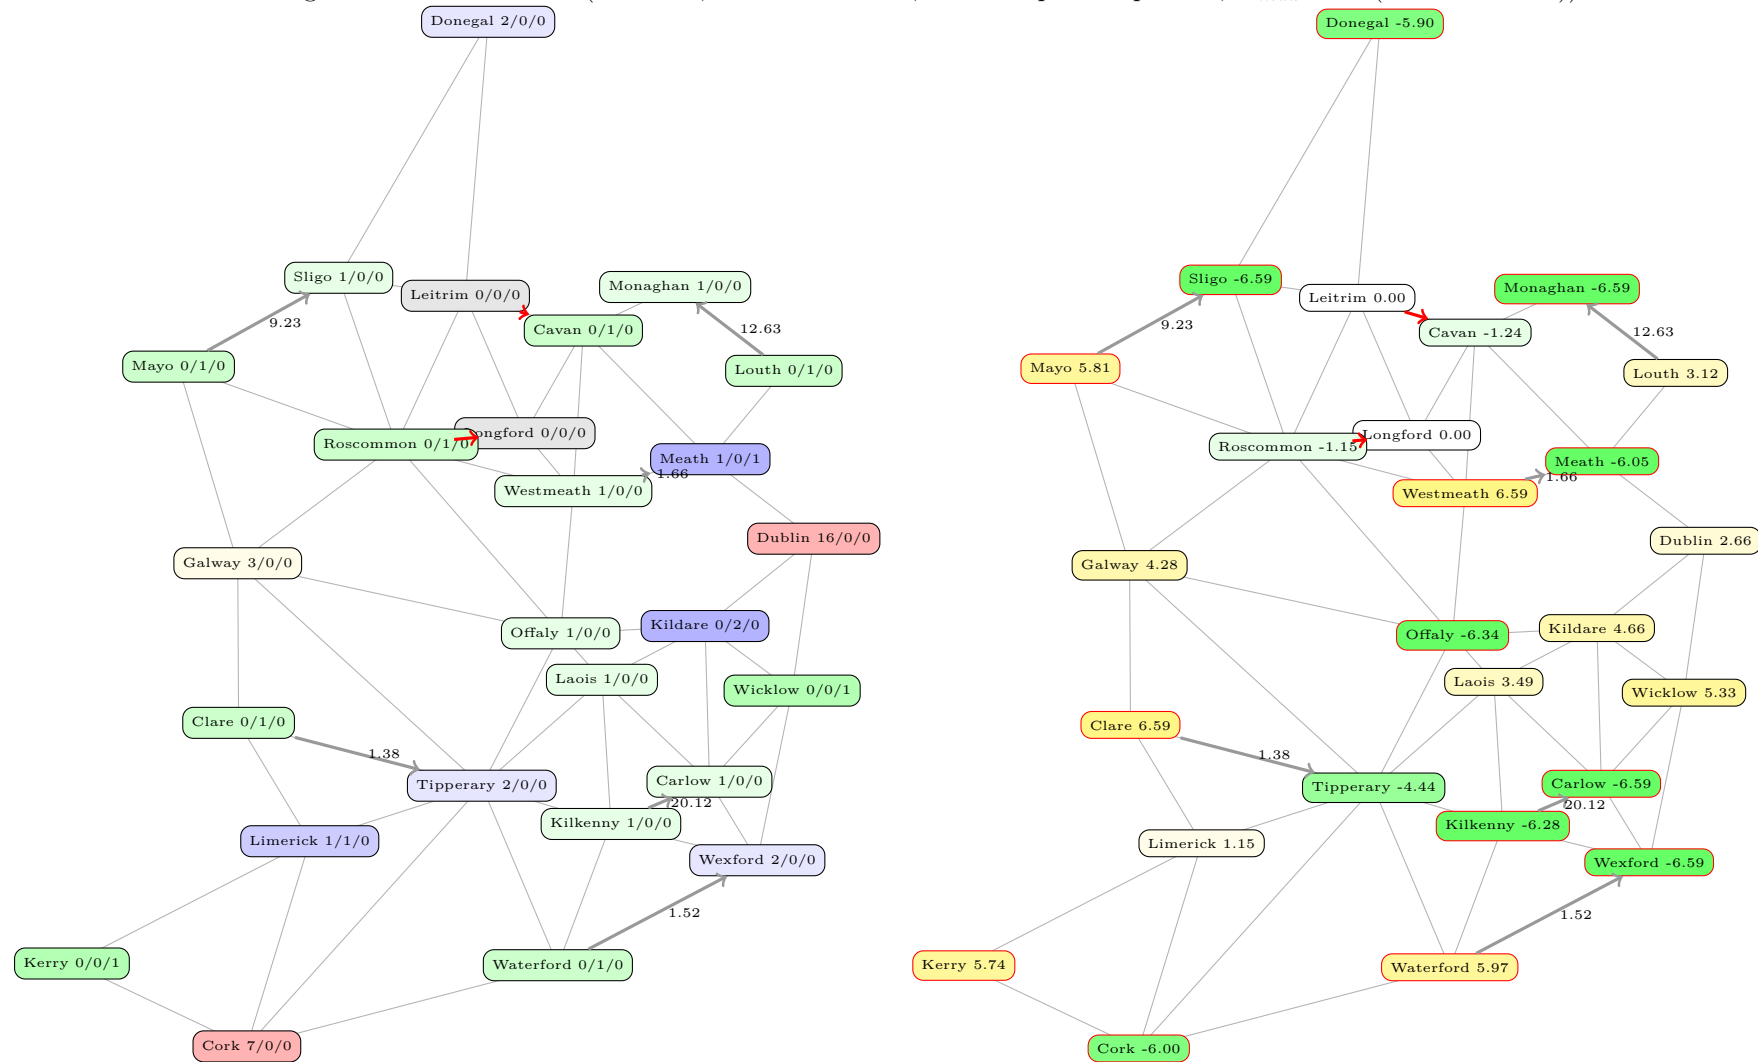 Donegal 2/0/0
Sligo 1/0/0
Leitrim 0/0/0
Monaghan 1/0/0
9.23
Cavan 0/1/0
12.63
Mayo 0/1/0
Louth 0/1/0
Roscommon 0/1/0
ongford 0/0/0
Meath 1/0/1
1.66
Westmeath 1/0/0
Dublin 16/0/0
Galway 3/0/0
Offaly 1/0/0
Kildare 0/2/0
Laois 1/0/0
Wicklow 0/0/1
Clare 0/1/0
1.38
Tipperary 2/0/0
Carlow 1/0/0
20.12
Kilkenny 1/0/0
Limerick 1/1/0
Wexford 2/0/0
1.52
Kerry 0/0/1
Waterford 0/1/0
Cork 7/0/0
Donegal -5.90
Sligo -6.59
Leitrim 0.00
Monaghan -6.59
9.23
Cavan -1.24
12.63
Mayo 5.81
Louth 3.12
Roscommon -1.15
Longford 0.00
Meath -6.05
1.66
Westmeath 6.59
Dublin 2.66
Galway 4.28
Offaly -6.34
Kildare 4.66
Laois 3.49
Wicklow 5.33
Clare 6.59
1.38
Tipperary -4.44
Carlow -6.59
20.12
Kilkenny -6.28
Limerick 1.15
Wexford -6.59
1.52
Kerry 5.74
Waterford 5.97
Cork -6.00